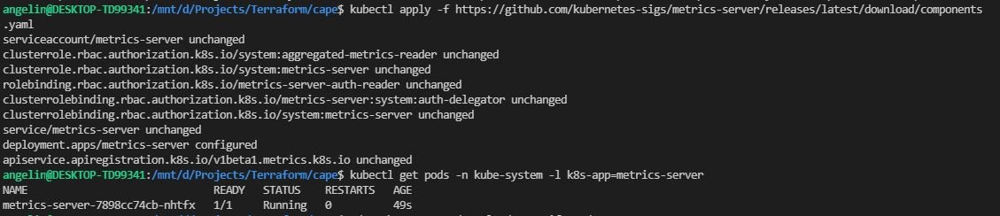 angelin@DESKTOP-TD99341:/mnt/d/Projects/Terraform/cape$ kubectl apply -f https://github.com/kubernetes-sigs/metrics-server/releases/latest/download/components
.yaml
serviceaccount/metrics-server unchanged
clusterrole.rbac.authorization.k8s.io/system:aggregated-metrics-reader unchanged
clusterrole.rbac.authorization.k8s.io/system:metrics-server unchanged
rolebinding.rbac.authorization.k8s.io/metrics-server-auth-reader unchanged
clusterrolebinding.rbac.authorization.k8s.io/metrics-server:system:auth-delegator unchanged
clusterrolebinding.rbac.authorization.k8s.io/system:metrics-server unchanged
service/metrics-server unchanged
deployment.apps/metrics-server configured
apiservice.apiregistration.k8s.io/v1beta1.metrics.k8s.io unchanged
angelin@DESKTOP-TD99341:/mnt/d/Projects/Terraform/cape$ kubectl get pods -n kube-system -l k8s-app=metrics-server
NAME READY STATUS RESTARTS AGE
metrics-server-7898cc74cb-nhtfx 1/1 Running 0 49s